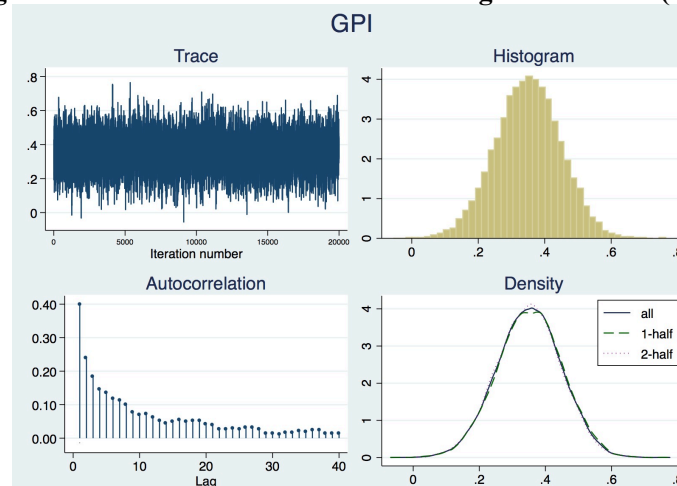 GPI
Trace
.8
.6
.4
.2
0
0 5000 10000 15000 20000
Iteration number
Histogram
4
3
2
1
0
0 .2 .4 .6
Autocorrelation
0.40
0.30
0.20
0.10
0.00
0 10 20 30 40
Lag
Density
4
3
2
1
0
0 .2 .4 .6
all
1-half
2-half